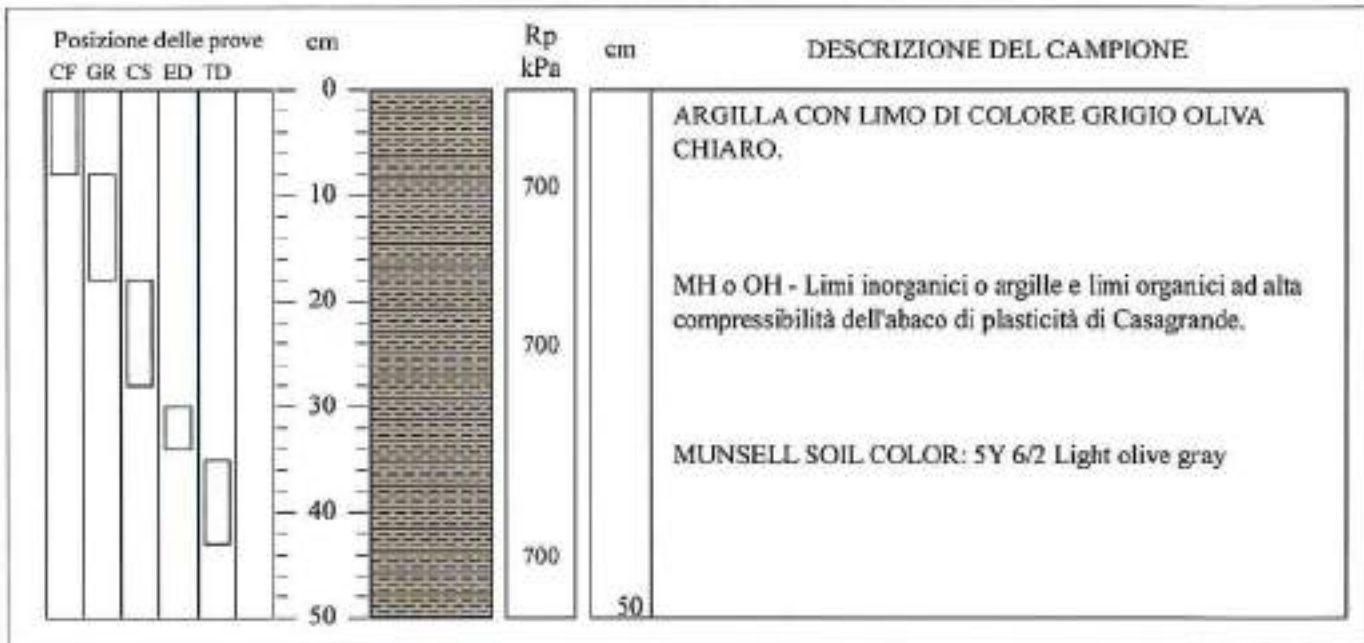 Posizione delle prove
CF GR CS ED TD
cm
Rp
kPa
cm
DESCRIZIONE DEL CAMPIONE
0
10
20
30
40
50
700
700
700
50
ARGILLA CON LIMO DI COLORE GRIGIO OLIVA
CHIARO.
MH o OH - Limi inorganici o argille e limi organici ad alta
compressibilità dell'abaco di plasticità di Casagrande.
MUNSELL SOIL COLOR: 5Y 6/2 Light olive gray